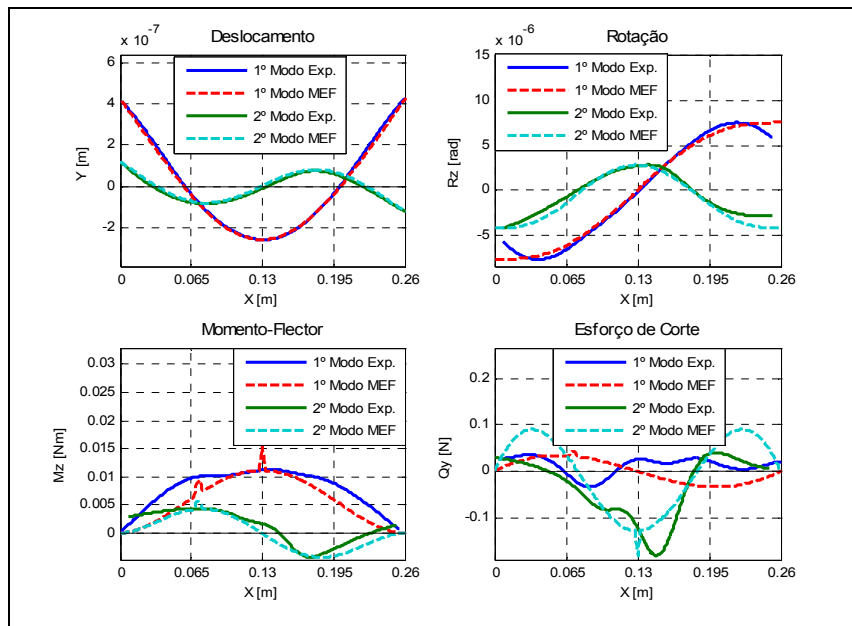 x 10-7
Deslocamento
6
4
2
0
-2
Y [m]
1º Modo Exp.
1º Modo MEF
2º Modo Exp.
2º Modo MEF
0 0.065 0.13 0.195 0.26
X [m]
x 10-6
Rotação
15
10
5
0
-5
Rz [rad]
1º Modo Exp.
1º Modo MEF
2º Modo Exp.
2º Modo MEF
0 0.065 0.13 0.195 0.26
X [m]
Momento-Flector
0.03
0.025
0.02
0.015
0.01
0.005
0
Mz [Nm]
1º Modo Exp.
1º Modo MEF
2º Modo Exp.
2º Modo MEF
0 0.065 0.13 0.195 0.26
X [m]
Esforço de Corte
0.2
0.1
0
-0.1
Qy [N]
1º Modo Exp.
1º Modo MEF
2º Modo Exp.
2º Modo MEF
0 0.065 0.13 0.195 0.26
X [m]